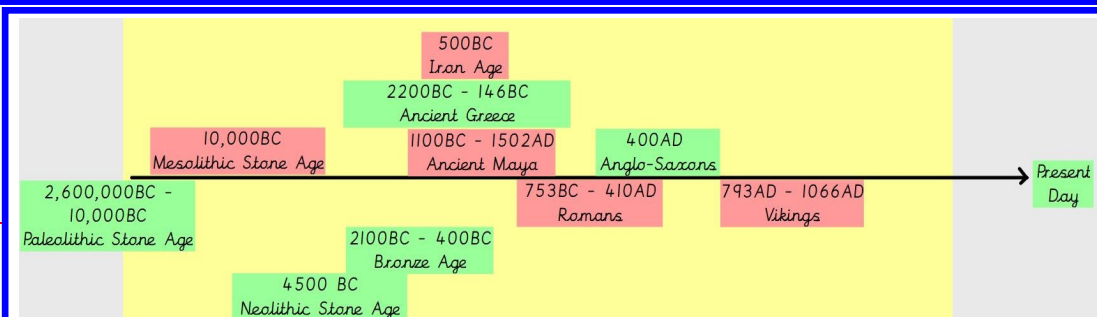 500BC
Iron Age
2200BC - 146BC
Ancient Greece
10,000BC
Mesolithic Stone Age
1100BC - 1502AD
Ancient Maya
400AD
Anglo-Saxons
2,600,000BC -
10,000BC
Paleolithic Stone Age
753BC - 410AD
Romans
793AD - 1066AD
Vikings
Present
Day
2100BC - 400BC
Bronze Age
4500 BC
Neolithic Stone Age